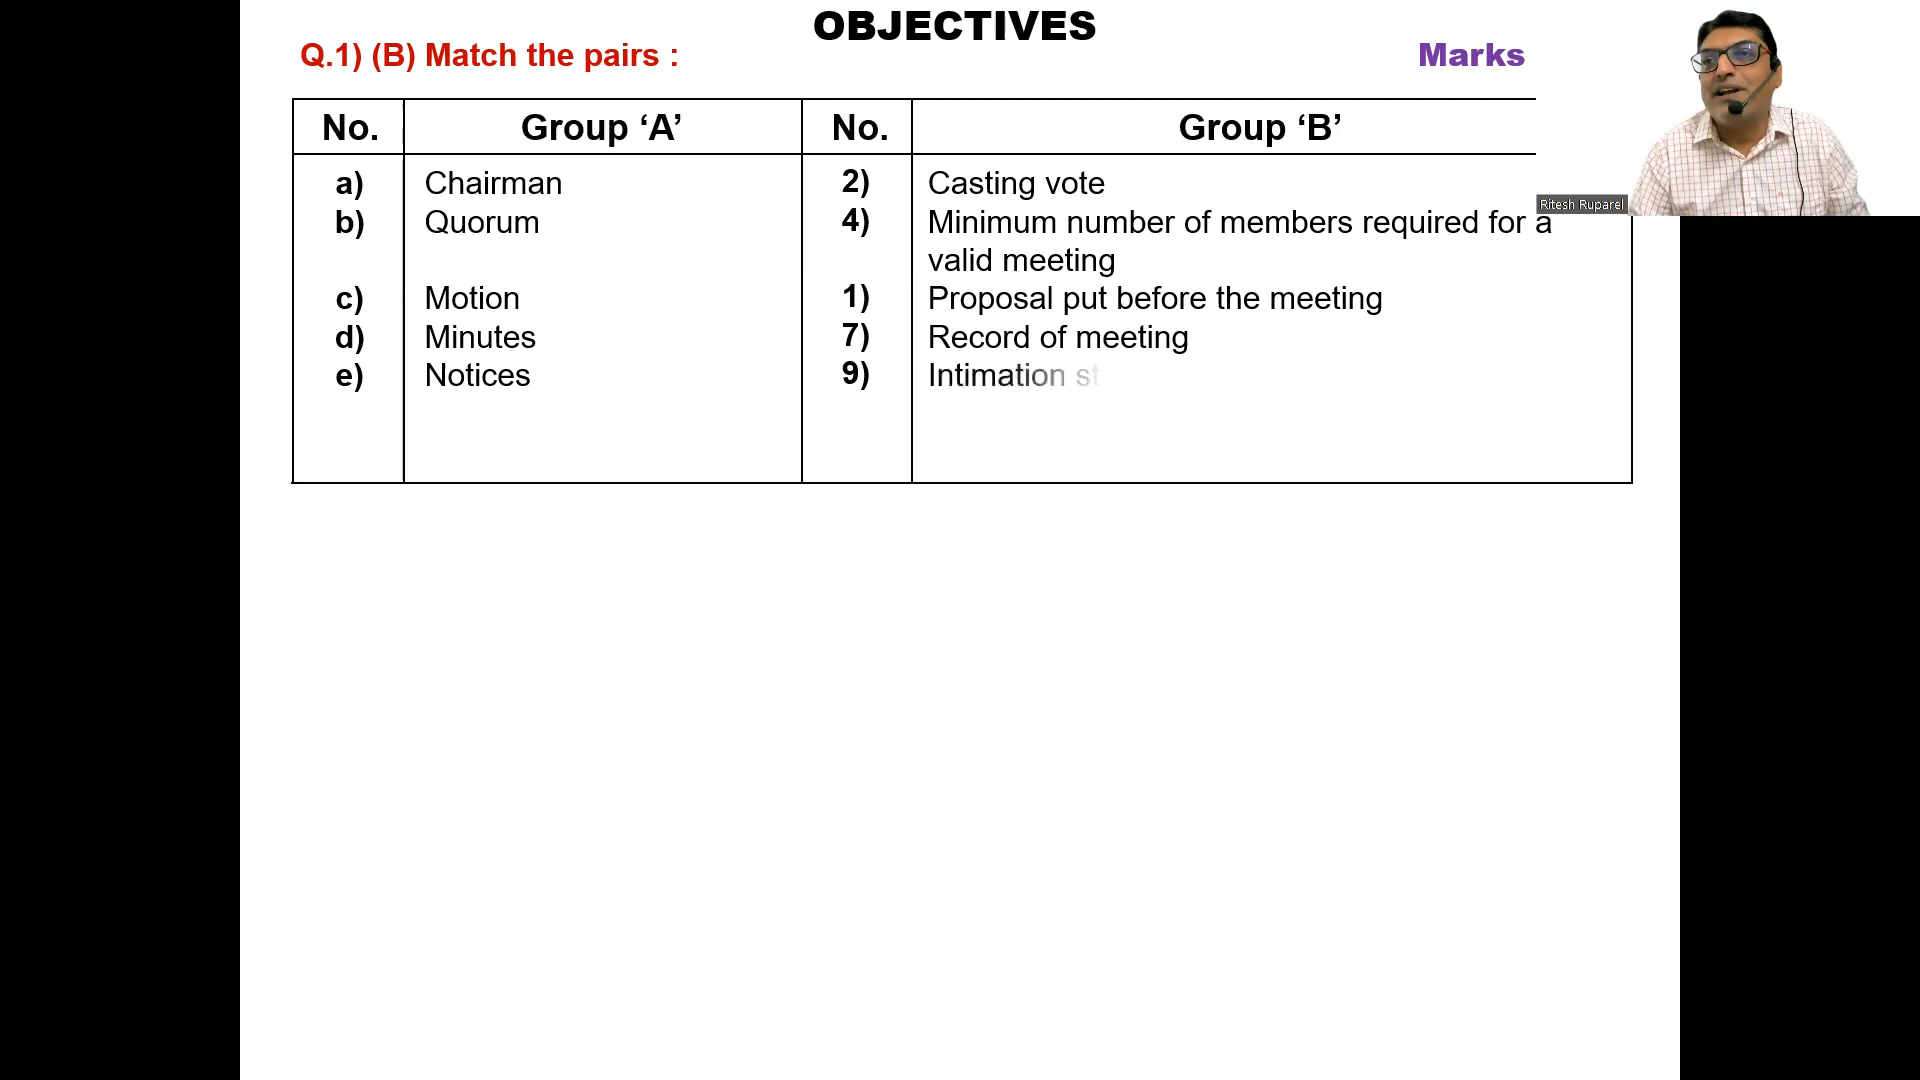 OBJECTIVES
Q.1) (B) Match the pairs :
Marks
No.
Group ‘A’
No.
Group ‘B’
a)
Chairman
2)
Casting vote
b)
Quorum
4)
Minimum number of members required for a
valid meeting
c)
Motion
1)
Proposal put before the meeting
d)
Minutes
7)
Record of meeting
e)
Notices
9)
Intimation st
Ritesh Ruparel